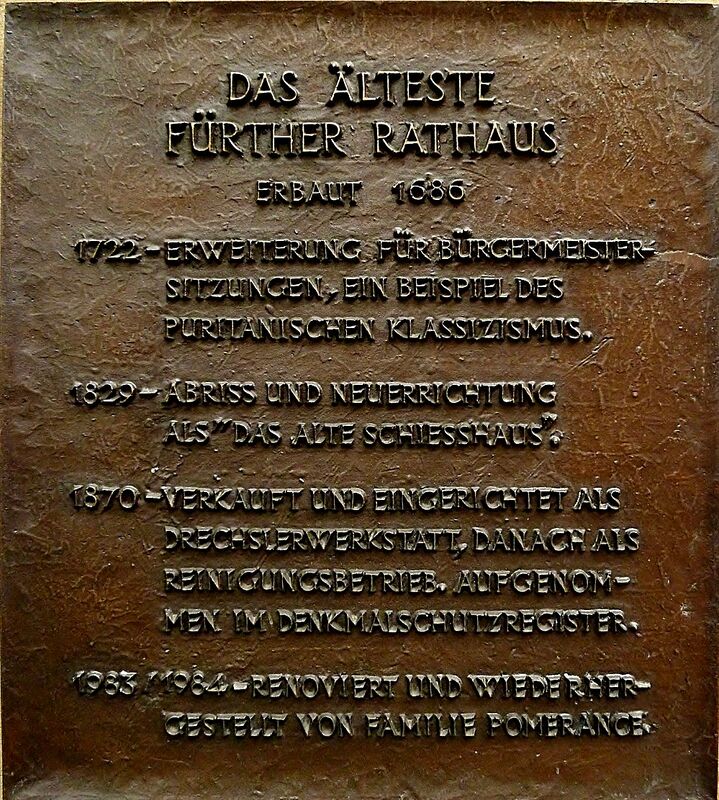 DAS ÄLTESTE
FÜRTHER RATHAUS
ERBAUT 1686
1722 - ERWEITERUNG FÜR BÜRGERMEISTER-
SITZUNGEN, EIN BEISPIEL DES
PURITANISCHEN KLASSIZISMUS.
1829 - ABRISS UND NEUERRICHTUNG
ALS "DAS ALTE SCHIESSHAUS".
1870 - VERKAUFT UND EINGERICHTET ALS
DRECHSLERWERKSTATT, DANACH ALS
REINIGUNGSBETRIEB. AUFGENOM-
MEN IM DENKMALSCHUTZREGISTER.
1983/1984 - RENOVIERT UND WIEDERHER-
GESTELLT VON FAMILIE POMERANCE